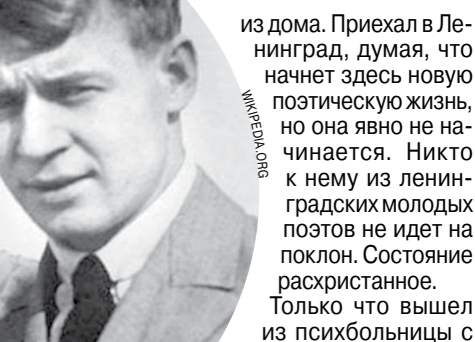 из дома. Приехал в Ле-
нинград, думая, что
начнет здесь новую
поэтическую жизнь,
но она явно не на-
чинается. Никто
к нему из ленин-
градских молодых
поэтов не идет на
поклон. Состояние
расхристанное.
Только что вышел
из психбольницы с
WIKIPEDIA.ORG